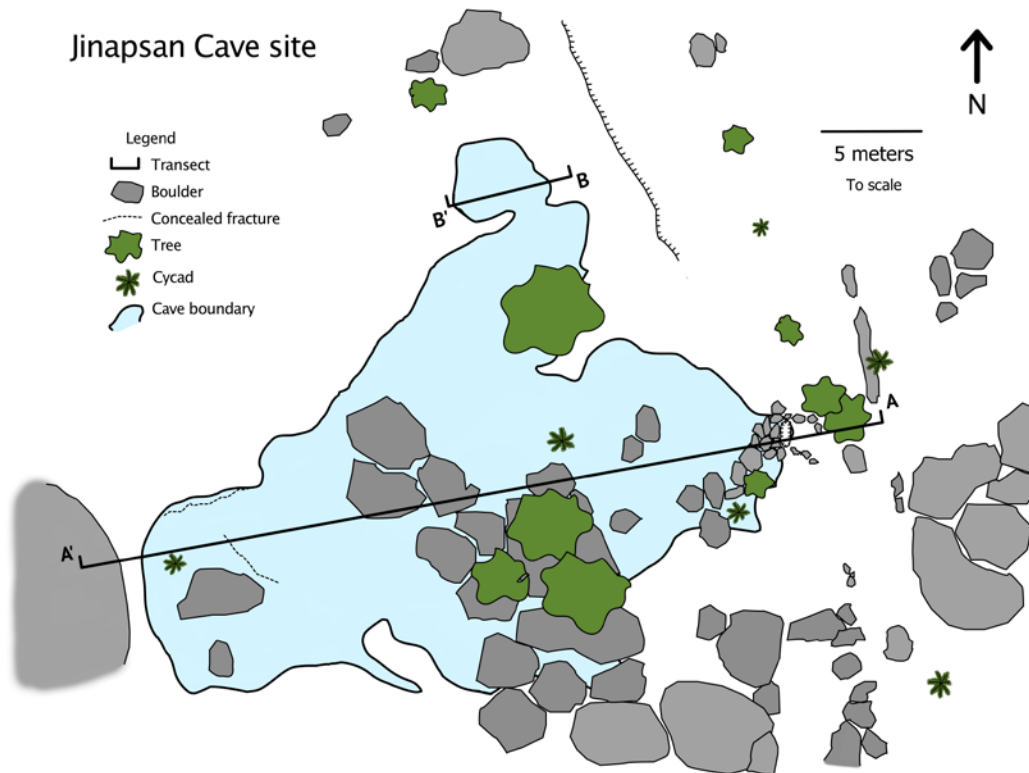 Jinapsan Cave site
N
5 meters
To scale
Legend
Transect
Boulder
Concealed fracture
Tree
Cycad
Cave boundary
B
B'
A
A'